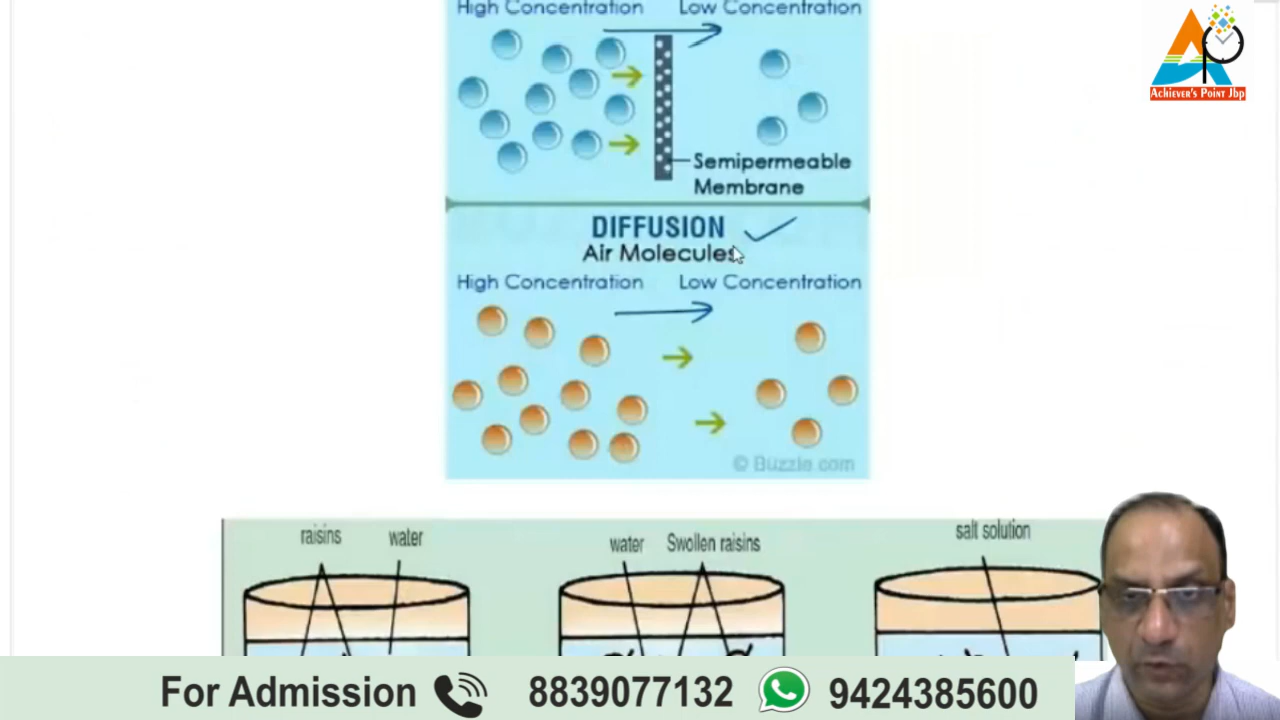 High Concentration Low Concentration
Semipermeable
Membrane
DIFFUSION
Air Molecules
High Concentration Low Concentration
© Buzzle.com
raisins water
water Swollen raisins
salt solution
Achiever's Point Jbp
For Admission 8839077132 9424385600